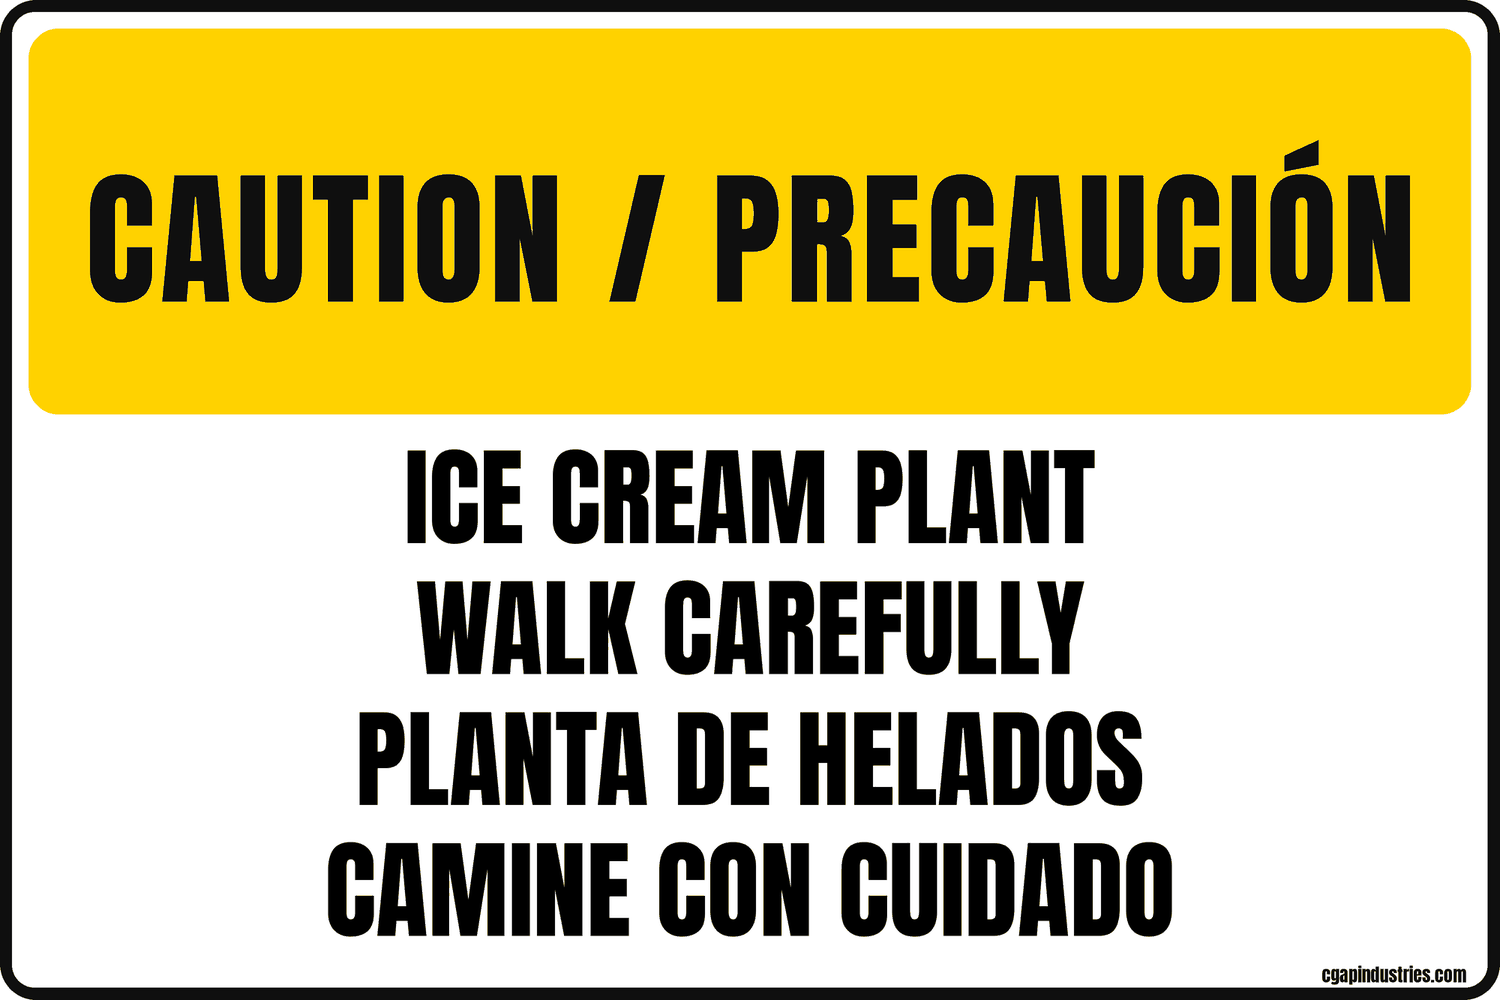 CAUTION / PRECAUCIÓN
ICE CREAM PLANT
WALK CAREFULLY
PLANTA DE HELADOS
CAMINE CON CUIDADO
cgapindustries.com